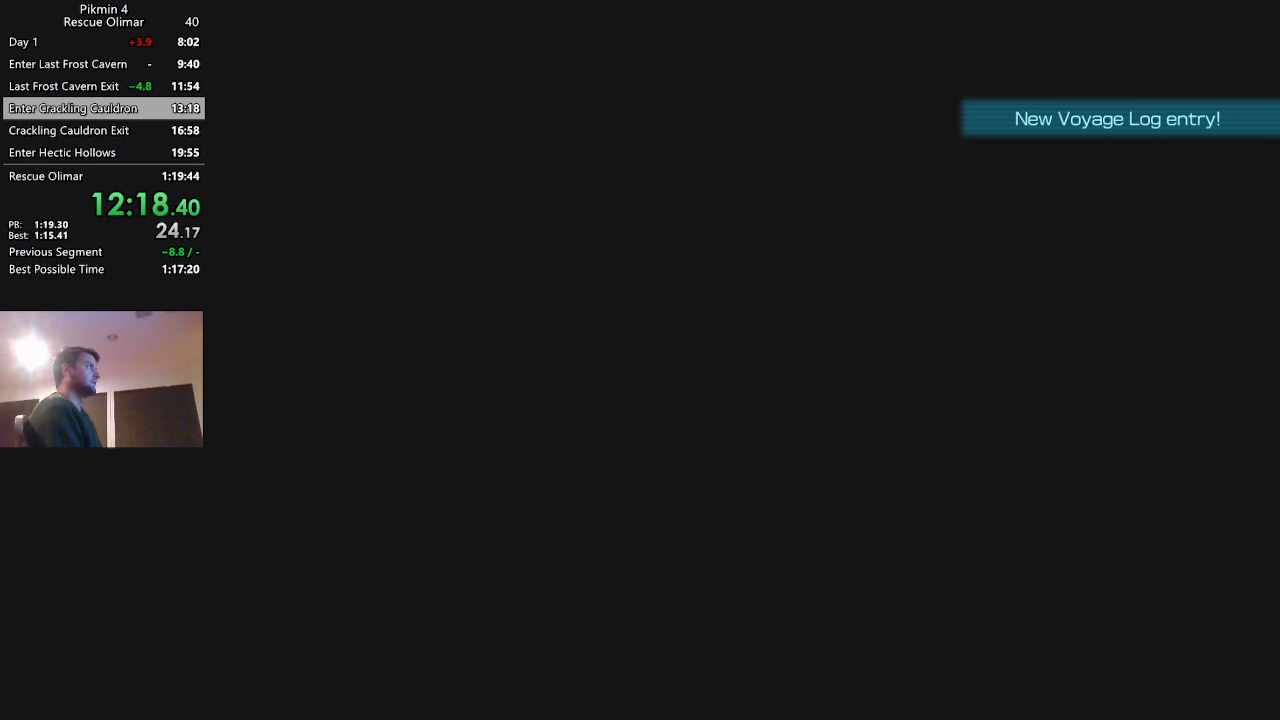 Pikmin 4
Rescue Olimar 40
Day 1 +3.9 8:02
Enter Last Frost Cavern - 9:40
Last Frost Cavern Exit −4.8 11:54
Enter Crackling Cauldron 13:18
Crackling Cauldron Exit 16:58
Enter Hectic Hollows 19:55
Rescue Olimar 1:19:44
12:18.40
PB: 1:19.30
Best: 1:15.41
24.17
Previous Segment −8.8 / -
Best Possible Time 1:17:20
New Voyage Log entry!